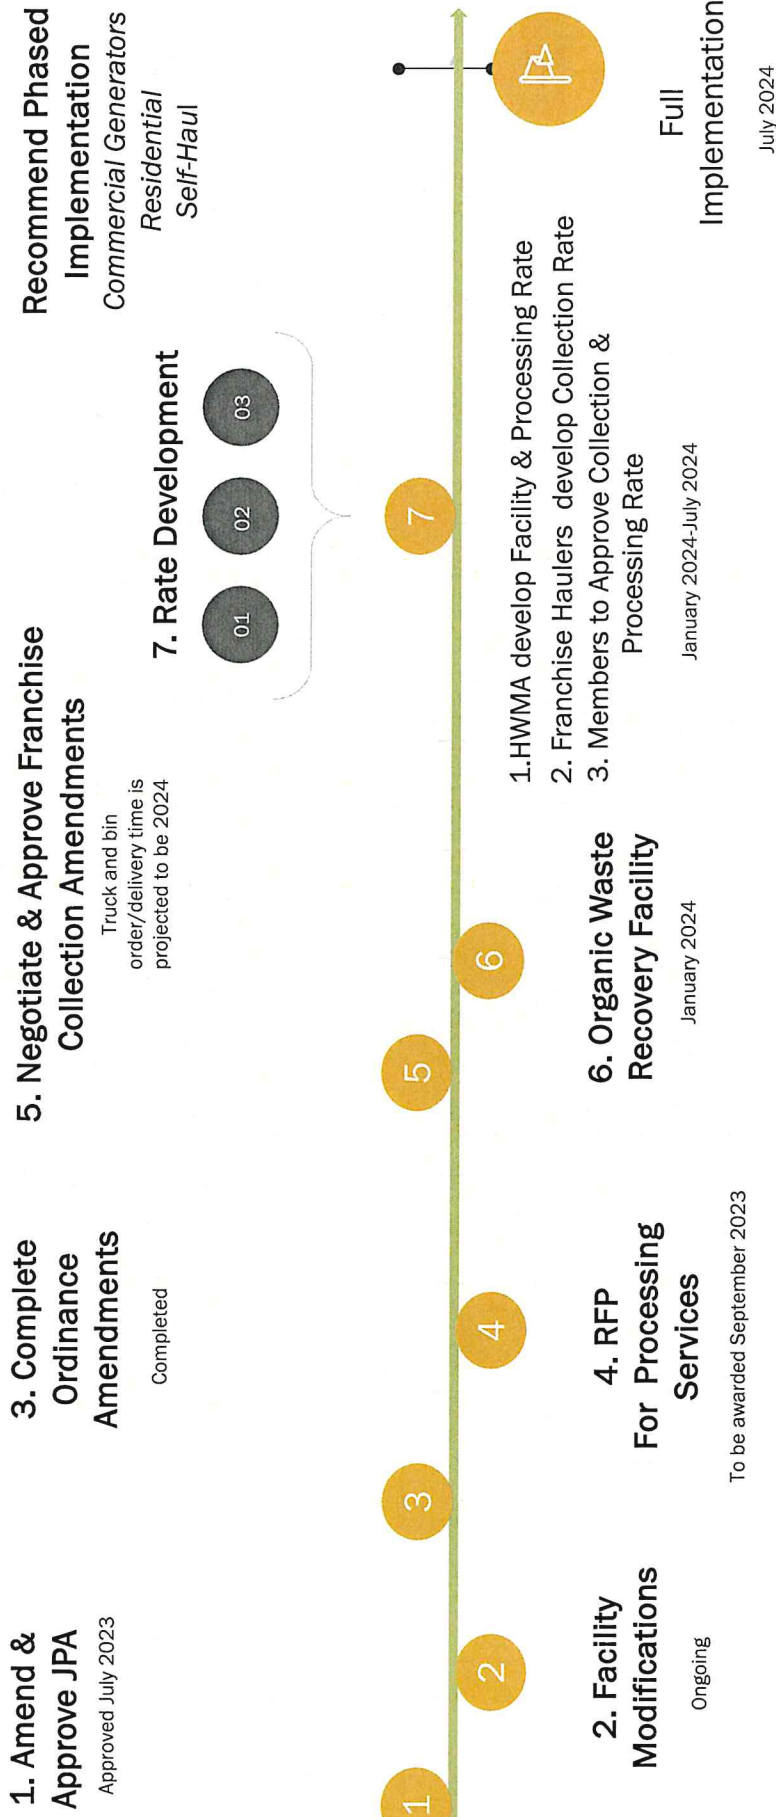 1. Amend &
Approve JPA
Approved July 2023
3. Complete
Ordinance
Amendments
Completed
5. Negotiate & Approve Franchise
Collection Amendments
Truck and bin
order/delivery time is
projected to be 2024
7. Rate Development
01
02
03
Recommend Phased
Implementation
Commercial Generators
Residential
Self-Haul
1
2
3
4
5
6
7
2. Facility
Modifications
Ongoing
4. RFP
For Processing
Services
To be awarded September 2023
6. Organic Waste
Recovery Facility
January 2024
1.HWMA develop Facility & Processing Rate
2. Franchise Haulers develop Collection Rate
3. Members to Approve Collection &
Processing Rate
January 2024-July 2024
Full
Implementation
July 2024